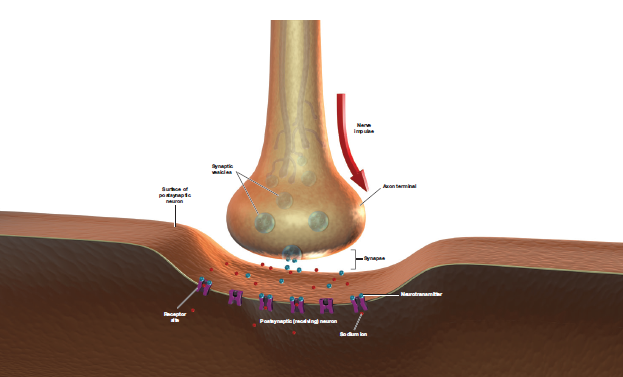 Nerve
impulse
Synaptic
vesicles
Axon terminal
Surface of
postsynaptic
neuron
Synapse
Neurotransmitter
Receptor
site
Postsynaptic (receiving) neuron
Sodium ion